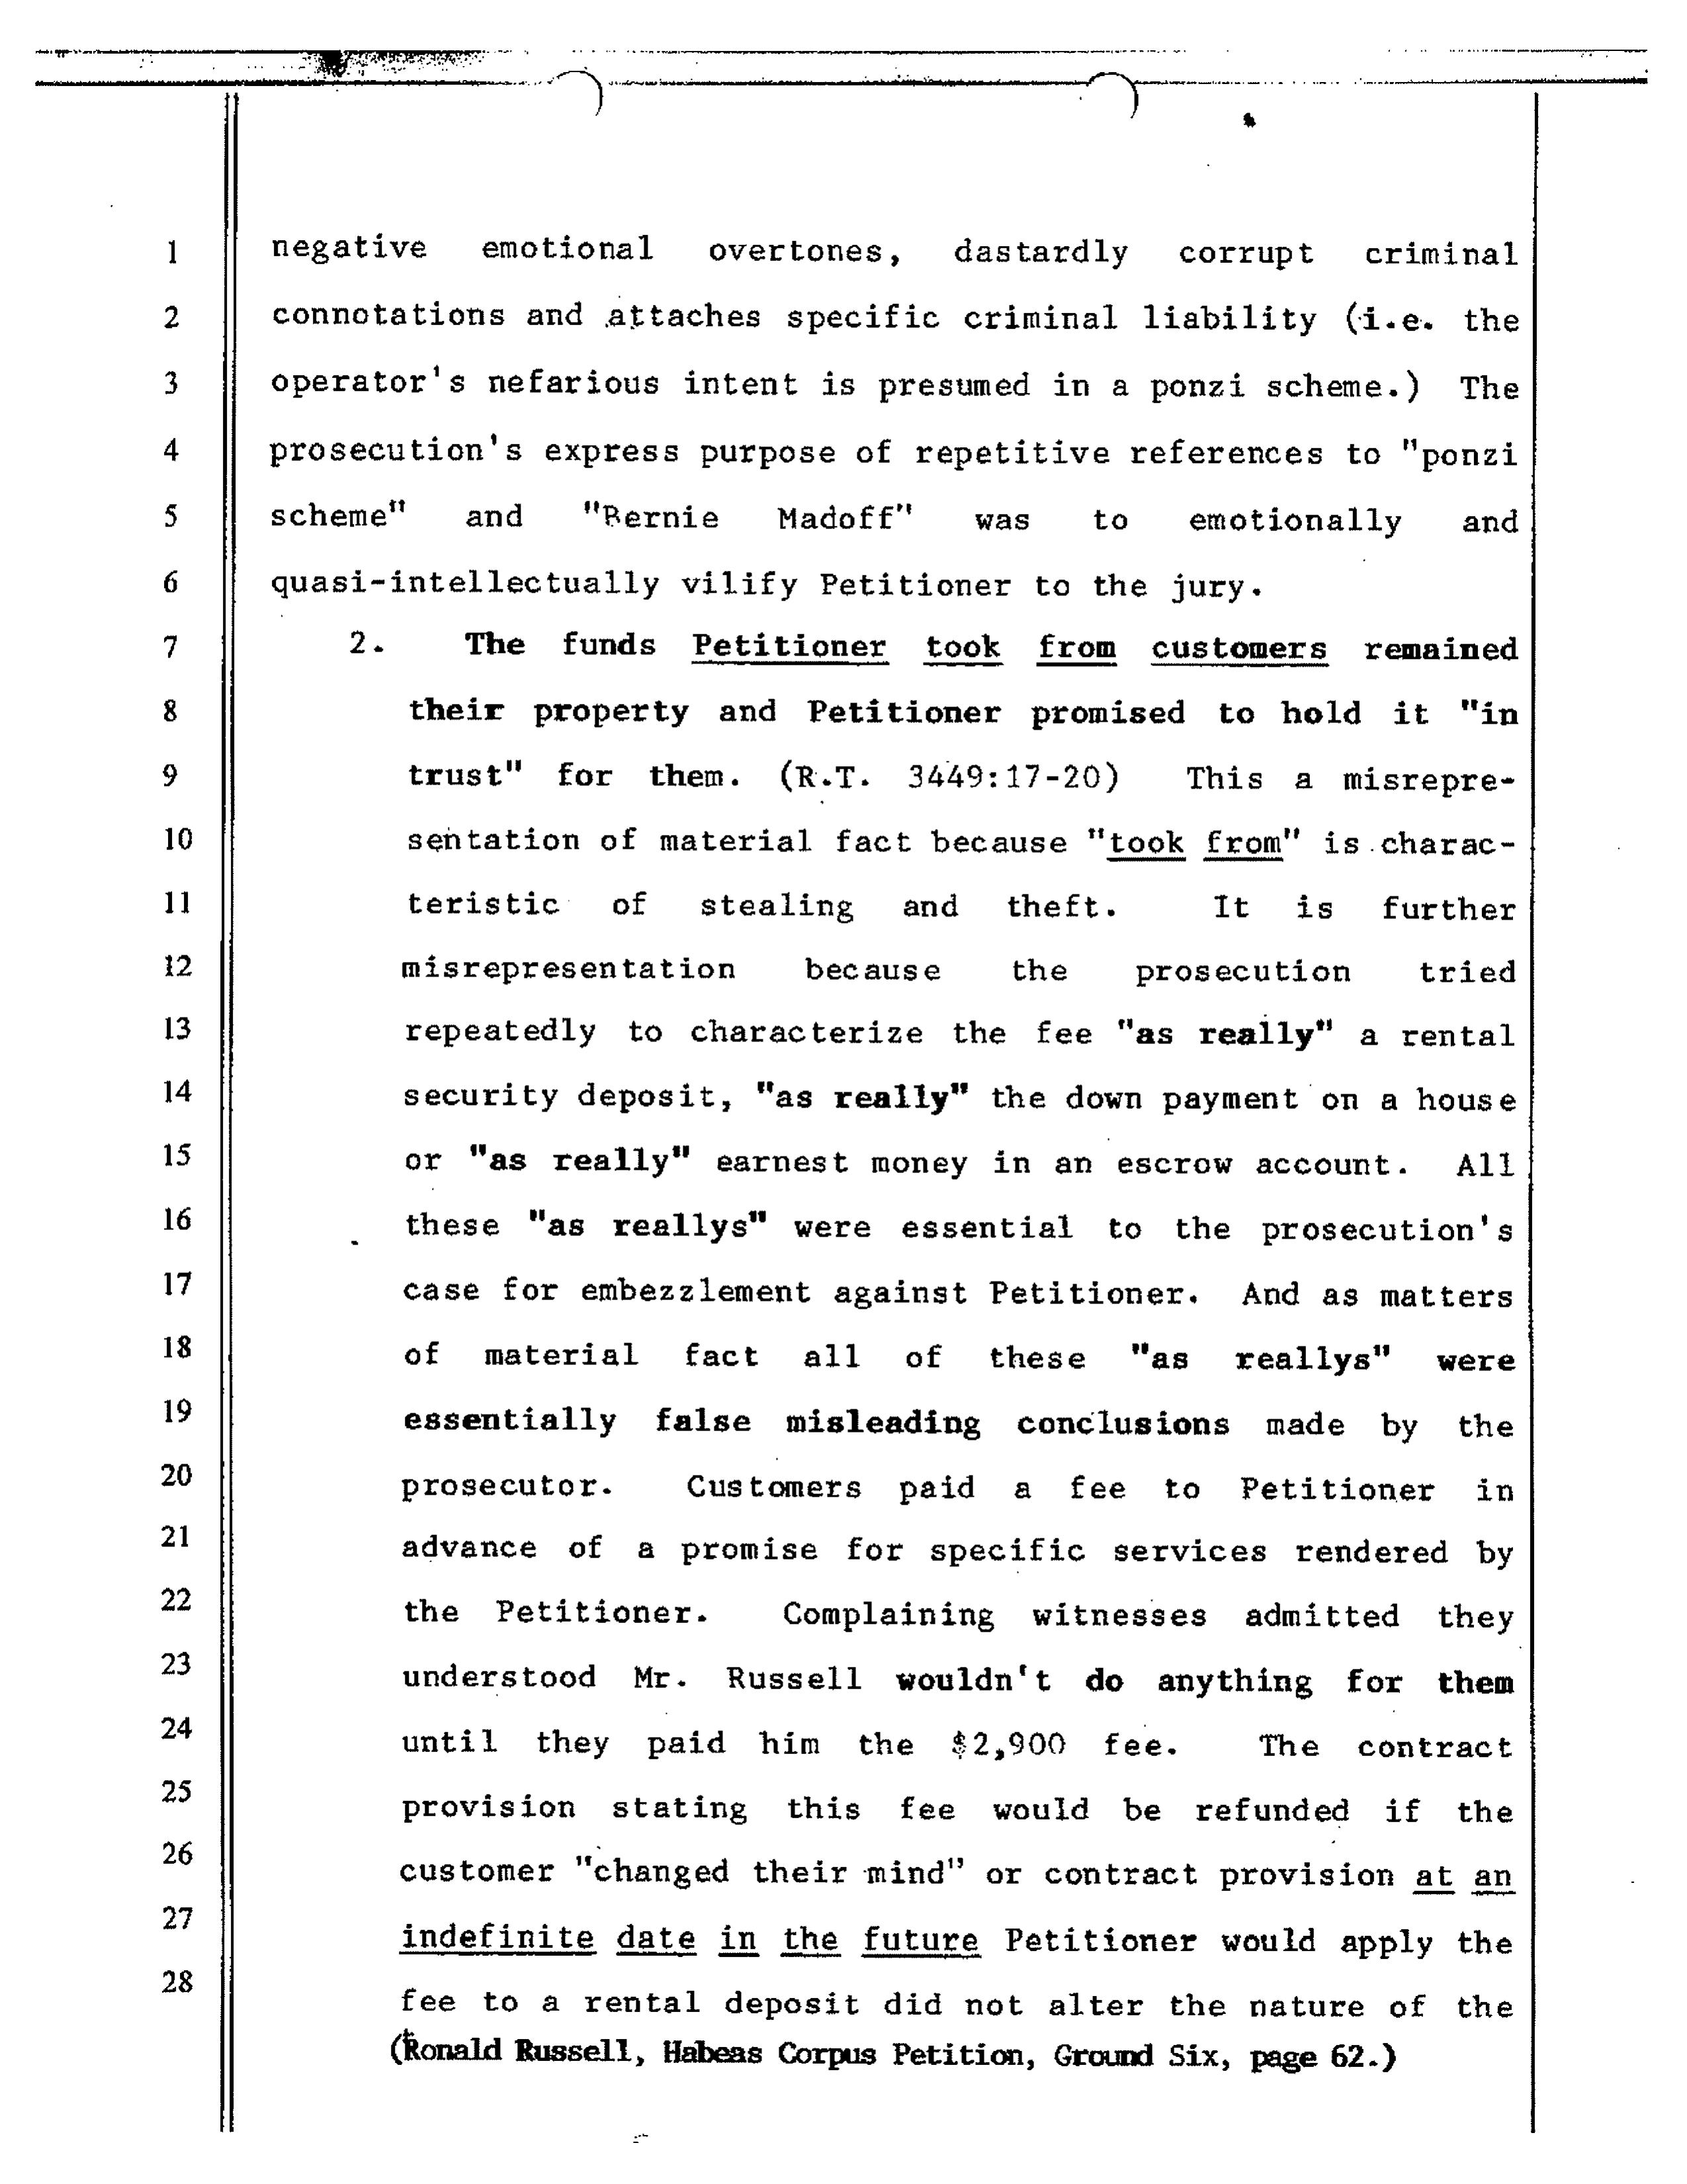 1 negative emotional overtones, dastardly corrupt criminal
2 connotations and attaches specific criminal liability (i.e. the
3 operator's nefarious intent is presumed in a ponzi scheme.) The
4 prosecution's express purpose of repetitive references to "ponzi
5 scheme" and "Bernie Madoff" was to emotionally and
6 quasi-intellectually vilify Petitioner to the jury.
7 2. The funds Petitioner took from customers remained
8 their property and Petitioner promised to hold it "in
9 trust" for them. (R.T. 3449:17-20) This a misrepre-
10 sentation of material fact because "took from" is charac-
11 teristic of stealing and theft. It is further
12 misrepresentation because the prosecution tried
13 repeatedly to characterize the fee "as really" a rental
14 security deposit, "as really" the down payment on a house
15 or "as really" earnest money in an escrow account. All
16 these "as reallys" were essential to the prosecution's
17 case for embezzlement against Petitioner. And as matters
18 of material fact all of these "as reallys" were
19 essentially false misleading conclusions made by the
20 prosecutor. Customers paid a fee to Petitioner in
21 advance of a promise for specific services rendered by
22 the Petitioner. Complaining witnesses admitted they
23 understood Mr. Russell wouldn't do anything for them
24 until they paid him the $2,900 fee. The contract
25 provision stating this fee would be refunded if the
26 customer "changed their mind" or contract provision at an
27 indefinite date in the future Petitioner would apply the
28 fee to a rental deposit did not alter the nature of the
(Ronald Russell, Habeas Corpus Petition, Ground Six, page 62.)